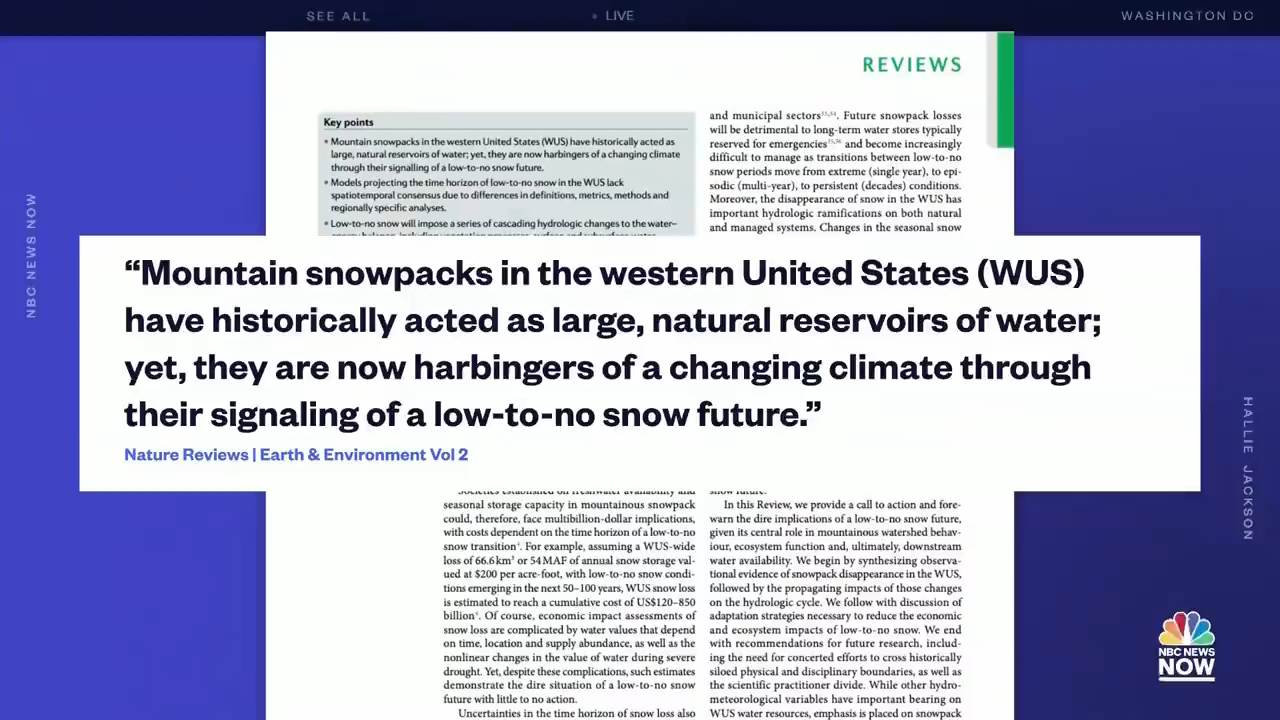 SEE ALL
• LIVE
WASHINGTON DC
NBC NEWS NOW
REVIEWS
Key points
• Mountain snowpacks in the western United States (WUS) have historically acted as
large, natural reservoirs of water; yet, they are now harbingers of a changing climate
through their signalling of a low-to-no snow future.
• Models projecting the time horizon of low-to-no snow in the WUS lack
spatiotemporal consensus due to differences in definitions, metrics, methods and
regionally specific analyses.
• Low-to-no snow will impose a series of cascading hydrologic changes to the water–
and municipal sectors. Future snowpack losses
will be detrimental to long-term water stores typically
reserved for emergencies and become increasingly
difficult to manage as transitions between low-to-no
snow periods move from extreme (single year), to epi-
sodic (multi-year), to persistent (decades) conditions.
Moreover, the disappearance of snow in the WUS has
important hydrologic ramifications on both natural
and managed systems. Changes in the seasonal snow
“Mountain snowpacks in the western United States (WUS)
have historically acted as large, natural reservoirs of water;
yet, they are now harbingers of a changing climate through
their signaling of a low-to-no snow future.”
Nature Reviews | Earth & Environment Vol 2
seasonal storage capacity in mountainous snowpack
could, therefore, face multibillion-dollar implications,
with costs dependent on the time horizon of a low-to-no
snow transition. For example, assuming a WUS-wide
loss of 66.6 km³ or 54 MAF of annual snow storage val-
ued at $200 per acre-foot, with low-to-no snow condi-
tions emerging in the next 50–100 years, WUS snow loss
is estimated to reach a cumulative cost of US$120–850
billion. Of course, economic impact assessments of
snow loss are complicated by water values that depend
on time, location and supply abundance, as well as the
nonlinear changes in the value of water during severe
drought. Yet, despite these complications, such estimates
demonstrate the dire situation of a low-to-no snow
future with little to no action.
Uncertainties in the time horizon of snow loss also
In this Review, we provide a call to action and fore-
warn the dire implications of a low-to-no snow future,
given its central role in mountainous watershed behav-
iour, ecosystem function and, ultimately, downstream
water availability. We begin by synthesizing observa-
tional evidence of snowpack disappearance in the WUS,
followed by the propagating impacts of those changes
on the hydrologic cycle. We follow with discussion of
adaptation strategies necessary to reduce the economic
and ecosystem impacts of low-to-no snow. We end
with recommendations for future research, includ-
ing the need for concerted efforts to cross historically
siloed physical and disciplinary boundaries, as well as
the scientific practitioner divide. While other hydro-
meteorological variables have important bearing on
WUS water resources, emphasis is placed on snowpack
HALLIE JACKSON
NBC NEWS
NOW